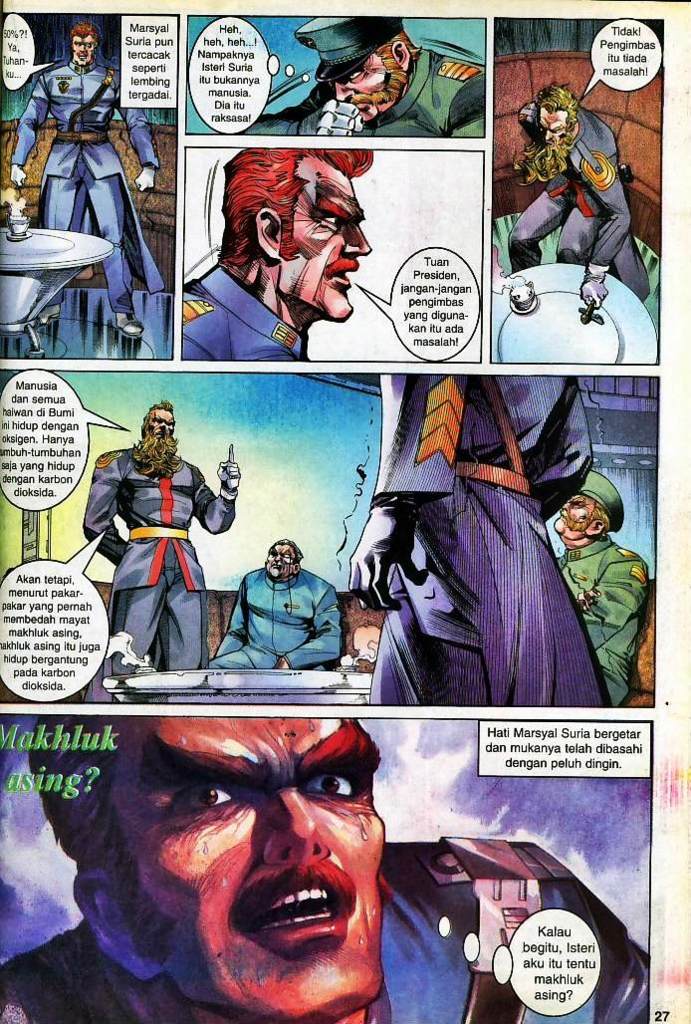 50%?!
Ya,
Tuhan-
ku...
Marsyal
Suria pun
tercacak
seperti
lembing
tergadai.
Heh,
heh, heh...!
Nampaknya
Isteri Suria
itu bukannya
manusia.
Dia itu
raksasa!
Tuan
Presiden,
jangan-jangan
pengimbas
yang diguna-
kan itu ada
masalah!
Tidak!
Pengimbas
itu tiada
masalah!
Manusia
dan semua
haiwan di Bumi
ini hidup dengan
oksigen. Hanya
umbuh-tumbuhan
saja yang hidup
dengan karbon
dioksida.
Akan tetapi,
menurut pakar-
pakar yang pernah
membedah mayat
makhluk asing,
makhluk asing itu juga
hidup bergantung
pada karbon
dioksida.
Makhluk
asing?
Hati Marsyal Suria bergetar
dan mukanya telah dibasahi
dengan peluh dingin.
Kalau
begitu, Isteri
aku itu tentu
makhluk
asing?
27